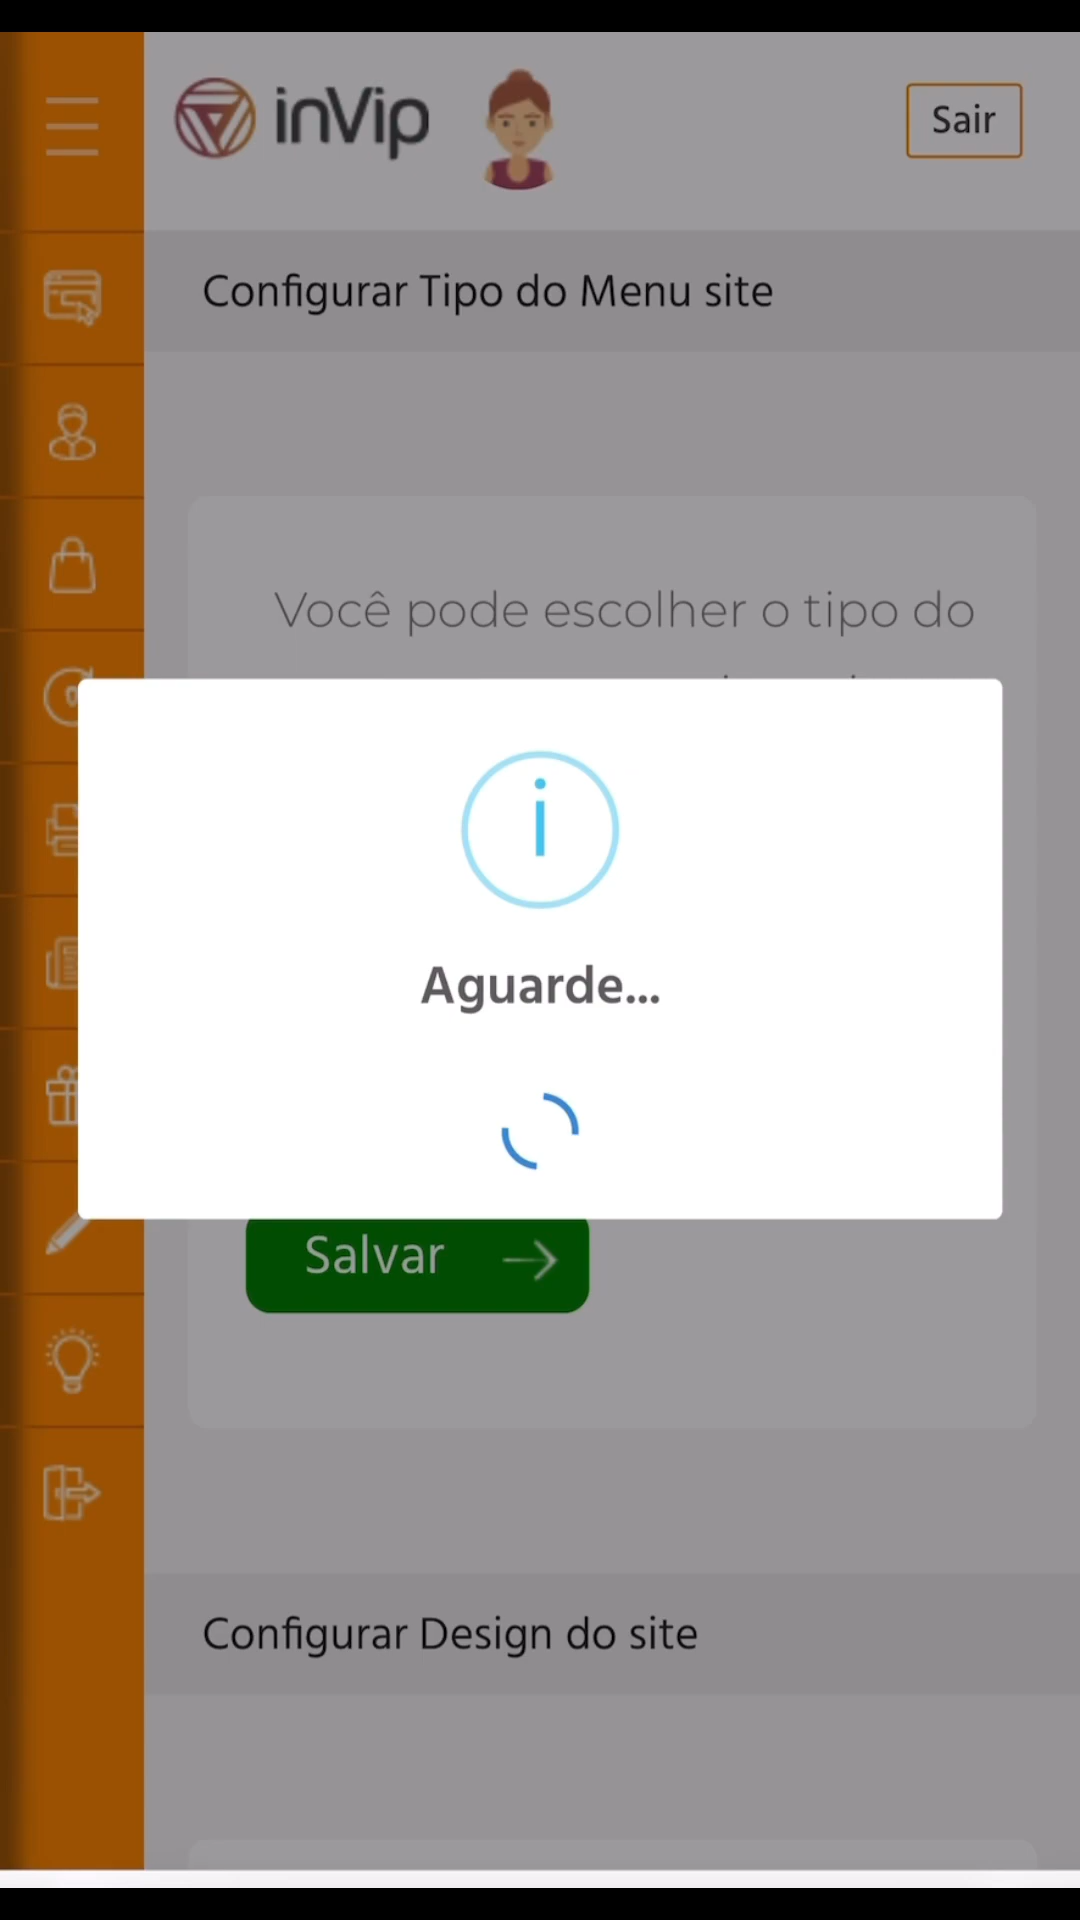 inVip
Sair
Configurar Tipo do Menu site
Você pode escolher o tipo do
Aguarde...
Salvar
Configurar Design do site